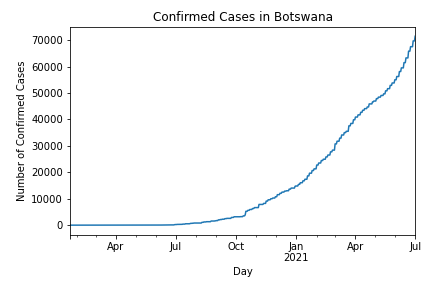 Confirmed Cases in Botswana
Number of Confirmed Cases
70000
60000
50000
40000
30000
20000
10000
0
Apr Jul Oct Jan Apr Jul
2021
Day